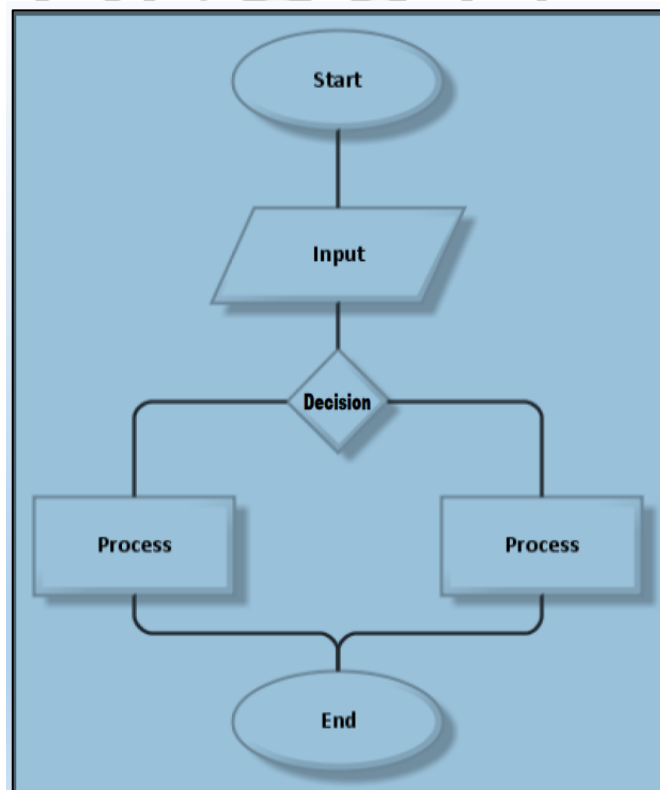 Start
Input
Decision
Process
Process
End